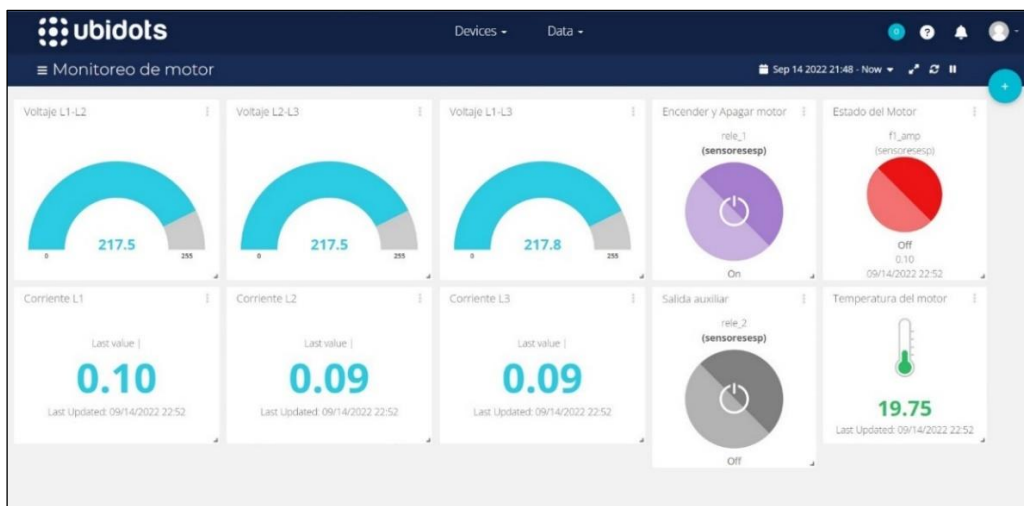 ubidots
Devices
Data
0
?
Monitoreo de motor
Sep 14 2022 21:48 - Now
+
Voltaje L1-L2
217.5
0
255
Voltaje L2-L3
217.5
0
255
Voltaje L1-L3
217.8
0
255
Encender y Apagar motor
rele_1
(sensoresesp)
On
Estado del Motor
f1_amp
(sensoresesp)
Off
0.10
09/14/2022 22:52
Corriente L1
Last value |
0.10
Last Updated: 09/14/2022 22:52
Corriente L2
Last value |
0.09
Last Updated: 09/14/2022 22:52
Corriente L3
Last value |
0.09
Last Updated: 09/14/2022 22:52
Salida auxiliar
rele_2
(sensoresesp)
Off
Temperatura del motor
19.75
Last Updated: 09/14/2022 22:52